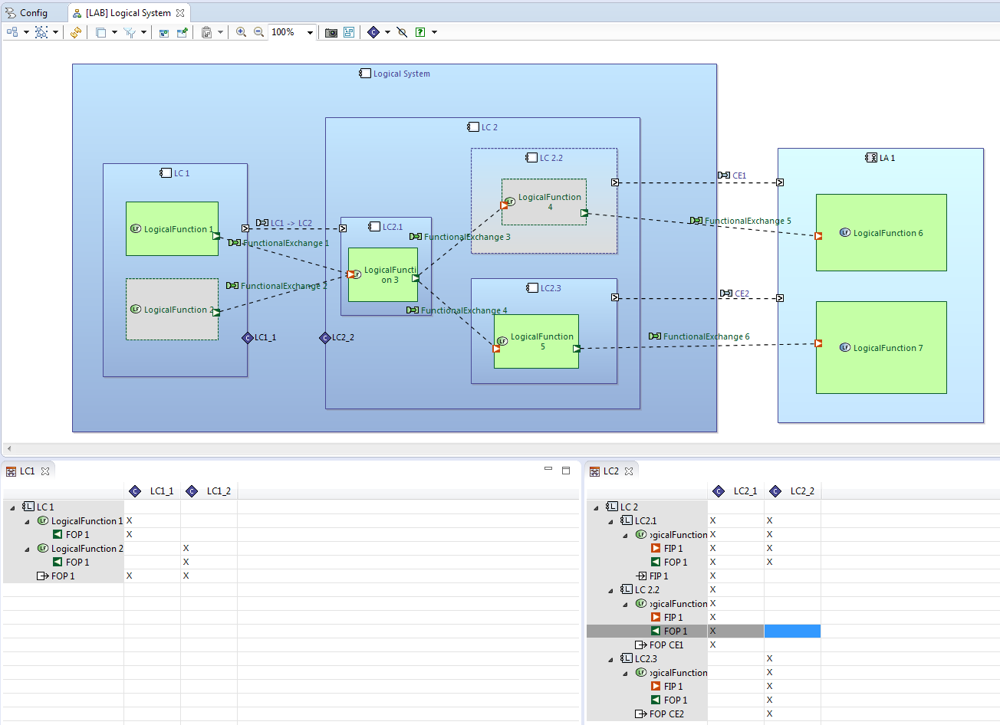 Config
[LAB] Logical System
100%
Logical System
LC 2
LC 2.2
LA 1
LC 1
CE1
LogicalFunction
4
LogicalFunction 1
LC1 -> LC2
LC2.1
FunctionalExchange 5
FunctionalExchange 3
LogicalFunction 6
FunctionalExchange 1
LogicalFuncti
on 3
FunctionalExchange 2
LC2.3
CE2
LogicalFunction 2
FunctionalExchange 4
LC1_1
LC2_2
LogicalFunction
5
FunctionalExchange 6
LogicalFunction 7
LC1
LC1_1 LC1_2
LC 1
LogicalFunction 1 X
FOP 1 X
LogicalFunction 2 X
FOP 1 X
FOP 1 X X
LC2
LC2_1 LC2_2
LC 2
LC2.1 X X
ogicalFunction X X
FIP 1 X X
FOP 1 X X
FIP 1 X
LC 2.2 X
ogicalFunction X
FIP 1 X
FOP 1 X
FOP CE1 X
LC2.3 X
ogicalFunction X
FIP 1 X
FOP 1 X
FOP CE2 X